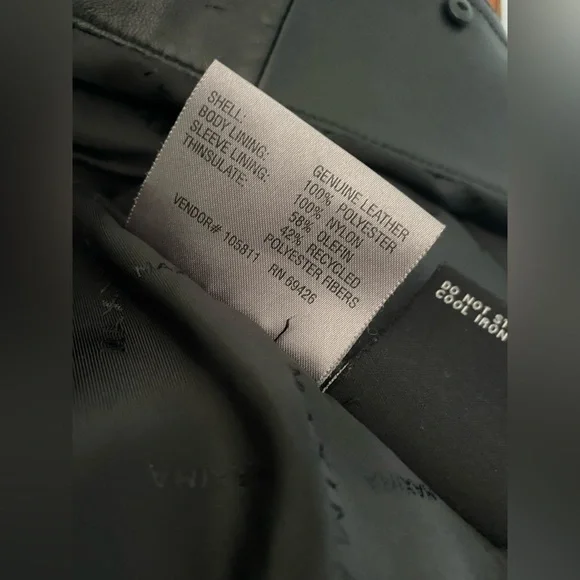 SHELL: GENUINE LEATHER
BODY LINING: 100% POLYESTER
SLEEVE LINING: 100% NYLON
THINSULATE: 58% OLEFIN
42% RECYCLED
POLYESTER FIBERS
VENDOR# 105811 RN 69426
DO NOT
COOL IRON